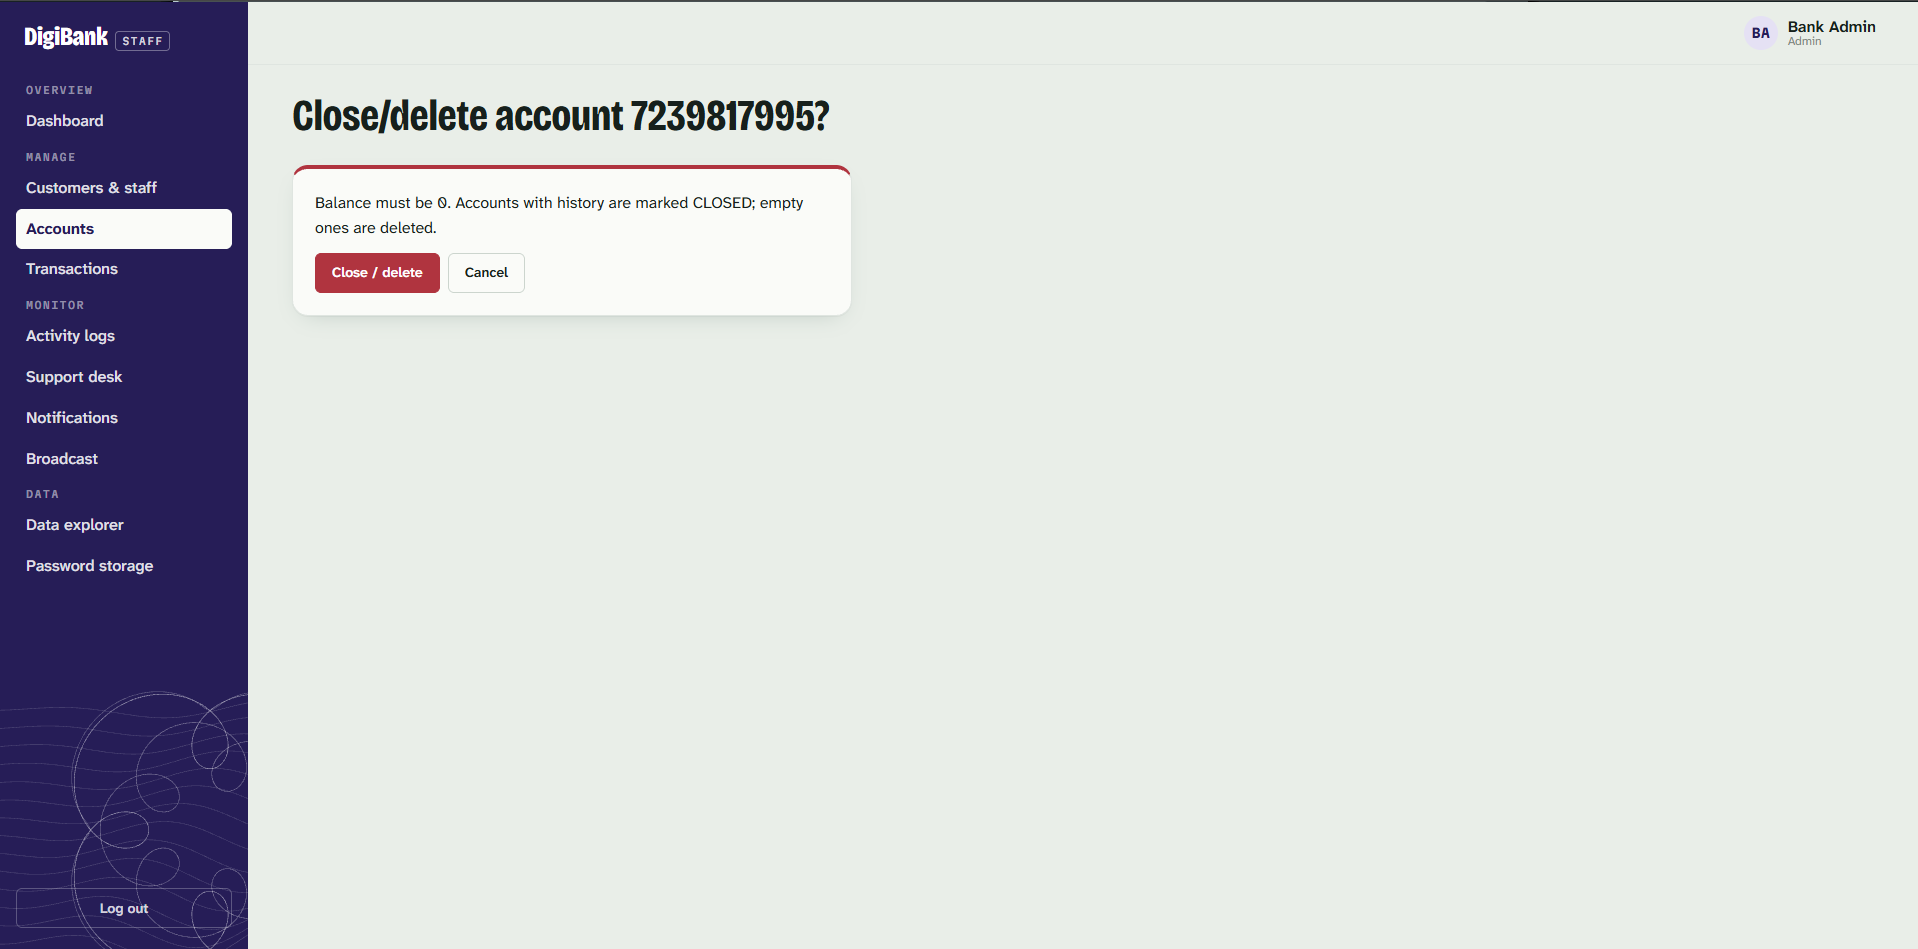 DigiBank STAFF
OVERVIEW
Dashboard
MANAGE
Customers & staff
Accounts
Transactions
MONITOR
Activity logs
Support desk
Notifications
Broadcast
DATA
Data explorer
Password storage
Log out
BA
Bank Admin
Admin
Close/delete account 7239817995?
Balance must be 0. Accounts with history are marked CLOSED; empty
ones are deleted.
Close / delete
Cancel